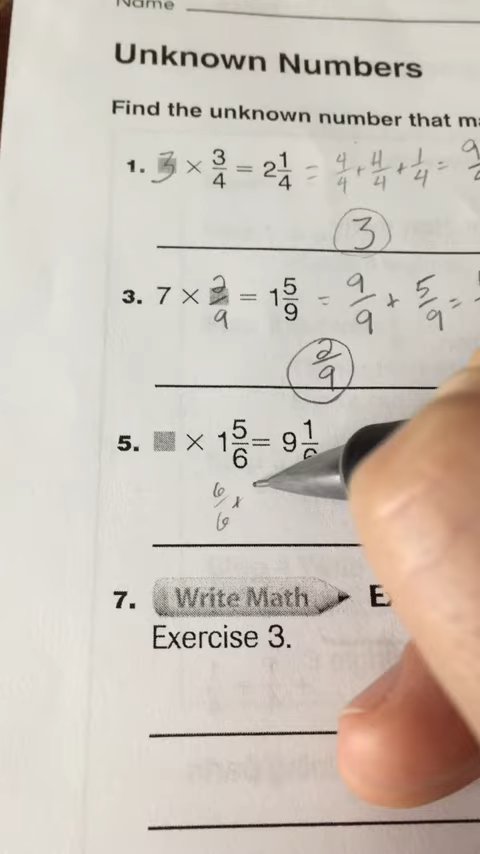 Name
Unknown Numbers
Find the unknown number that
1. 3 × 3/4 = 2 1/4 = 4/4 + 4/4 + 1/4 =
3
3. 7 × 2/9 = 1 5/9 = 9/9 + 5/9 =
2/9
5. × 1 5/6 = 9 1/
6/6 +
7. Write Math
Exercise 3.